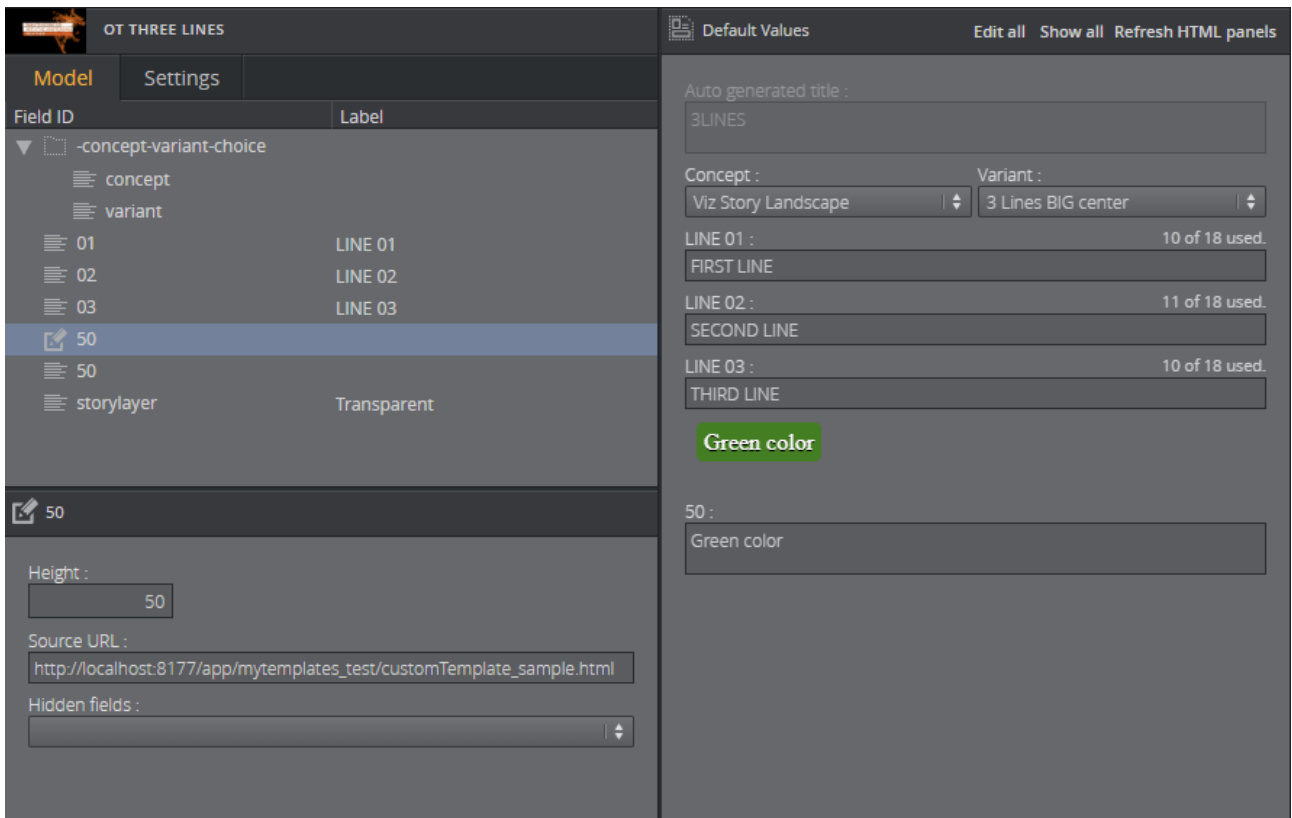 OT THREE LINES
Model Settings
Field ID Label
-concept-variant-choice
concept
variant
01 LINE 01
02 LINE 02
03 LINE 03
50
50
storylayer Transparent
50
Height :
50
Source URL :
http://localhost:8177/app/mytemplates_test/customTemplate_sample.html
Hidden fields :
Default Values Edit all Show all Refresh HTML panels
Auto generated title :
3LINES
Concept : Variant :
Viz Story Landscape 3 Lines BIG center
LINE 01 : 10 of 18 used.
FIRST LINE
LINE 02 : 11 of 18 used.
SECOND LINE
LINE 03 : 10 of 18 used.
THIRD LINE
Green color
50 :
Green color